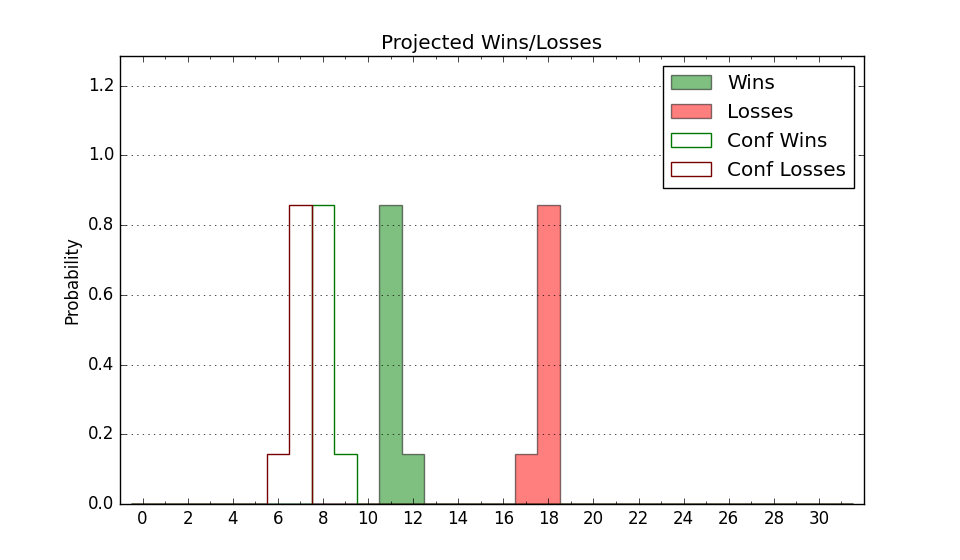 Projected Wins/Losses
1.2
1.0
0.8
0.6
0.4
0.2
0.0
Probability
Wins
Losses
Conf Wins
Conf Losses
0 2 4 6 8 10 12 14 16 18 20 22 24 26 28 30